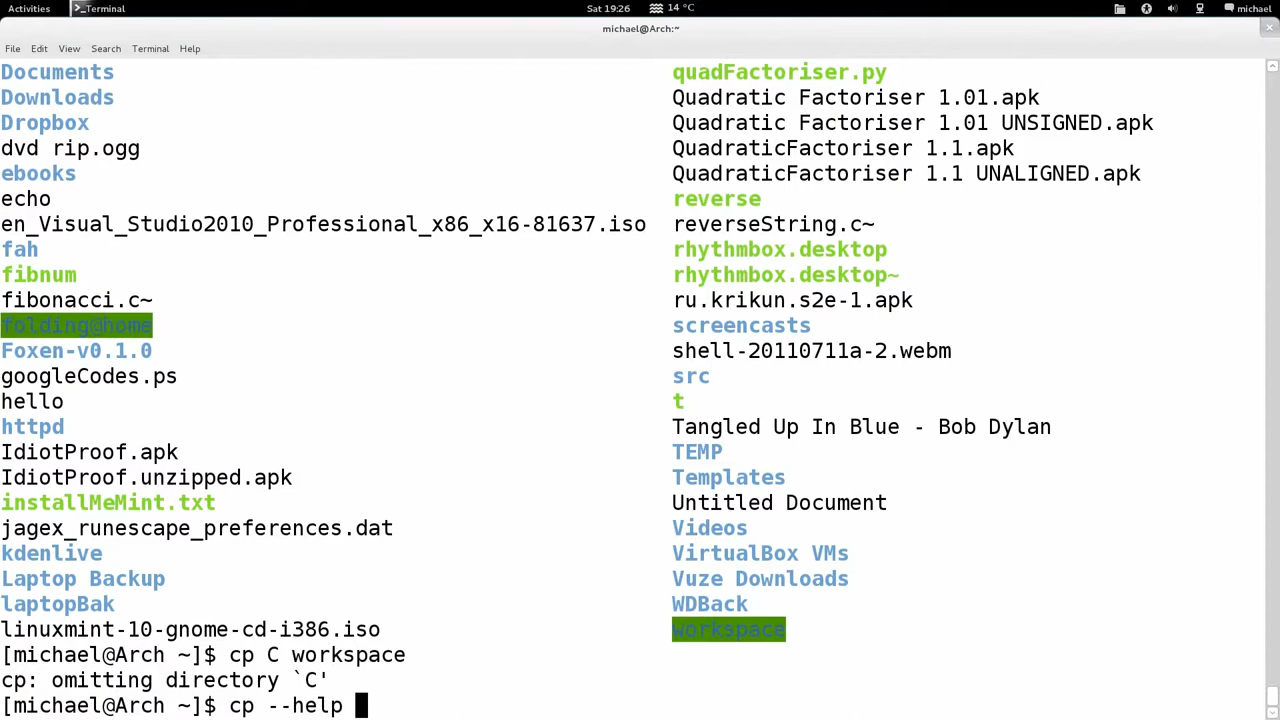 Activities >_Terminal Sat 19:26 14 °C michael
michael@Arch:~
File Edit View Search Terminal Help
Documents quadFactoriser.py
Downloads Quadratic Factoriser 1.01.apk
Dropbox Quadratic Factoriser 1.01 UNSIGNED.apk
dvd rip.ogg QuadraticFactoriser 1.1.apk
ebooks QuadraticFactoriser 1.1 UNALIGNED.apk
echo reverse
en_Visual_Studio2010_Professional_x86_x16-81637.iso reverseString.c~
fah rhythmbox.desktop
fibnum rhythmbox.desktop~
fibonacci.c~ ru.krikun.s2e-1.apk
folding@home screencasts
Foxen-v0.1.0 shell-20110711a-2.webm
googleCodes.ps src
hello t
httpd Tangled Up In Blue - Bob Dylan
IdiotProof.apk TEMP
IdiotProof.unzipped.apk Templates
installMeMint.txt Untitled Document
jagex_runescape_preferences.dat Videos
kdenlive VirtualBox VMs
Laptop Backup Vuze Downloads
laptopBak WDBack
linuxmint-10-gnome-cd-i386.iso workspace
[michael@Arch ~]$ cp C workspace
cp: omitting directory `C'
[michael@Arch ~]$ cp --help